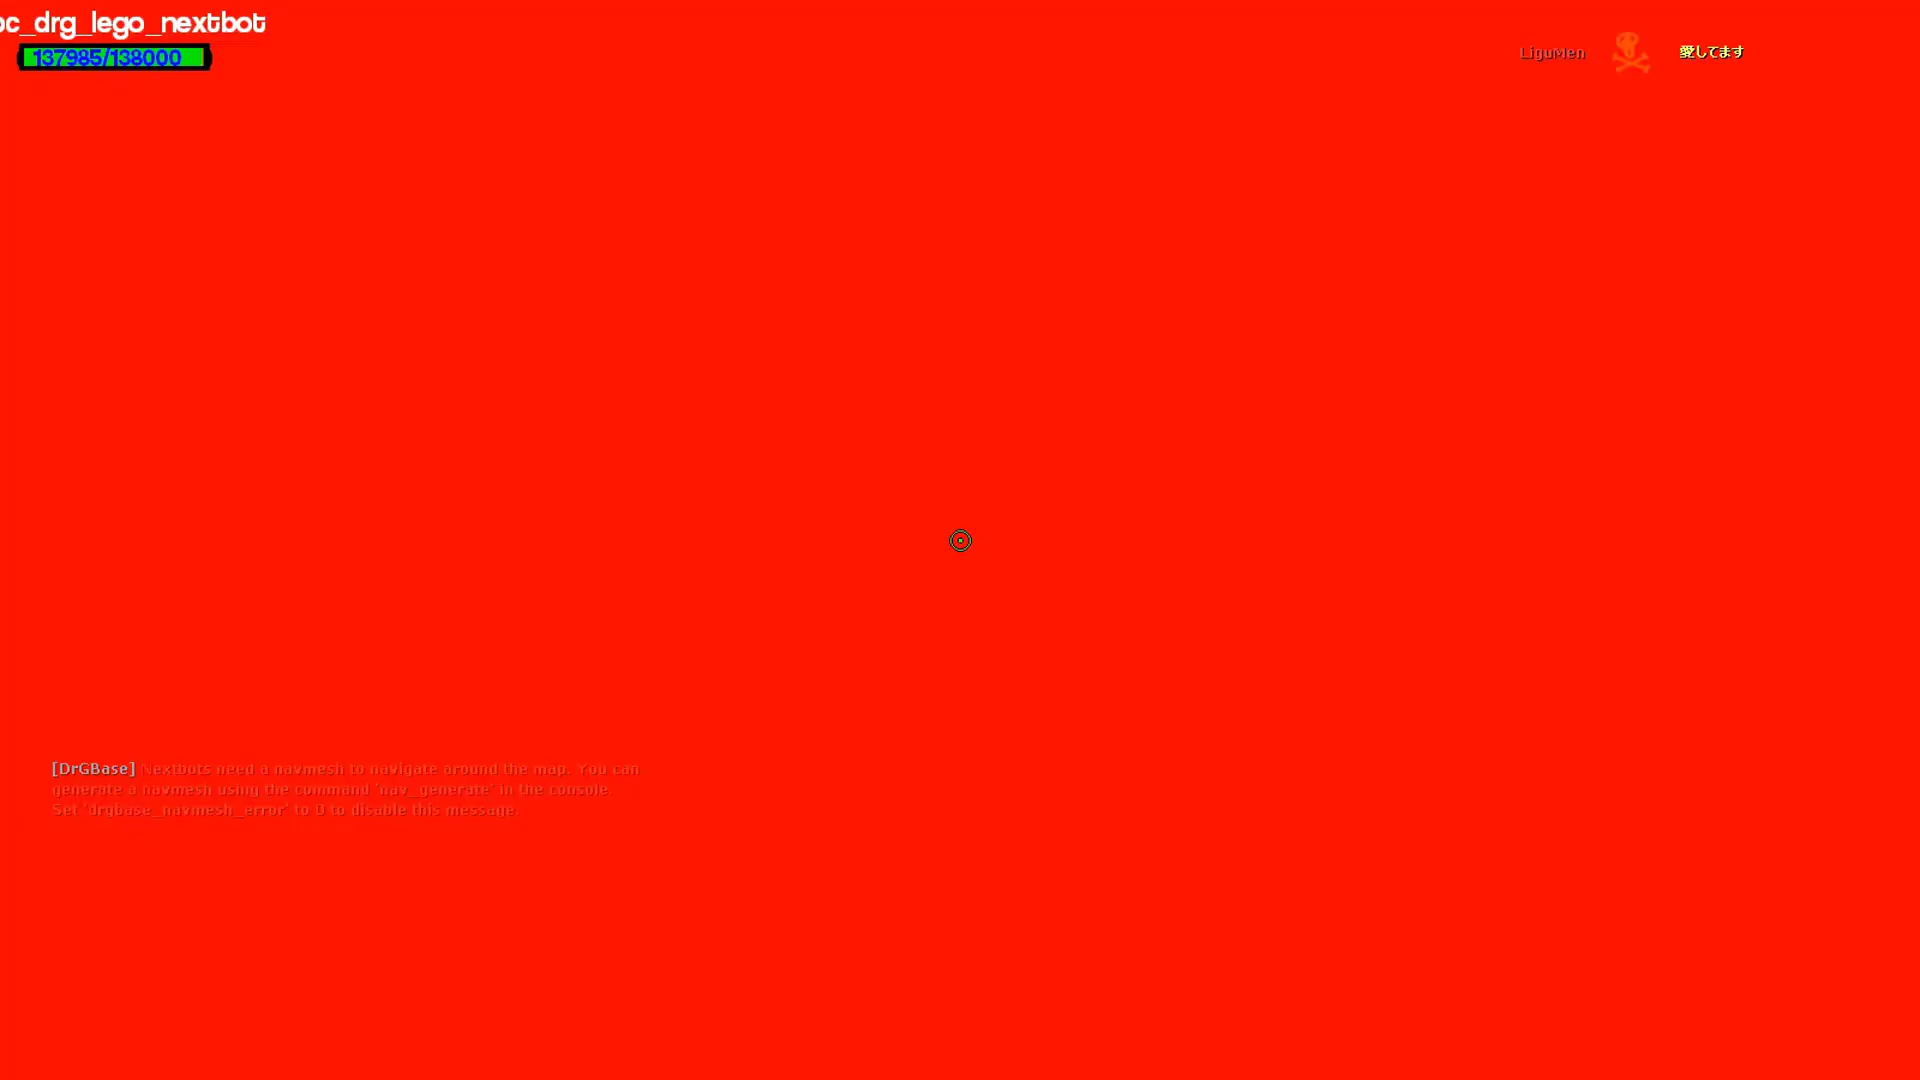 pc_drg_lego_nextbot
137985/138000
LiguMen 愛してます
[DrGBase] Nextbots need a navmesh to navigate around the map. You can
generate a navmesh using the command 'nav_generate' in the console.
Set 'drgbase_navmesh_error' to 0 to disable this message.